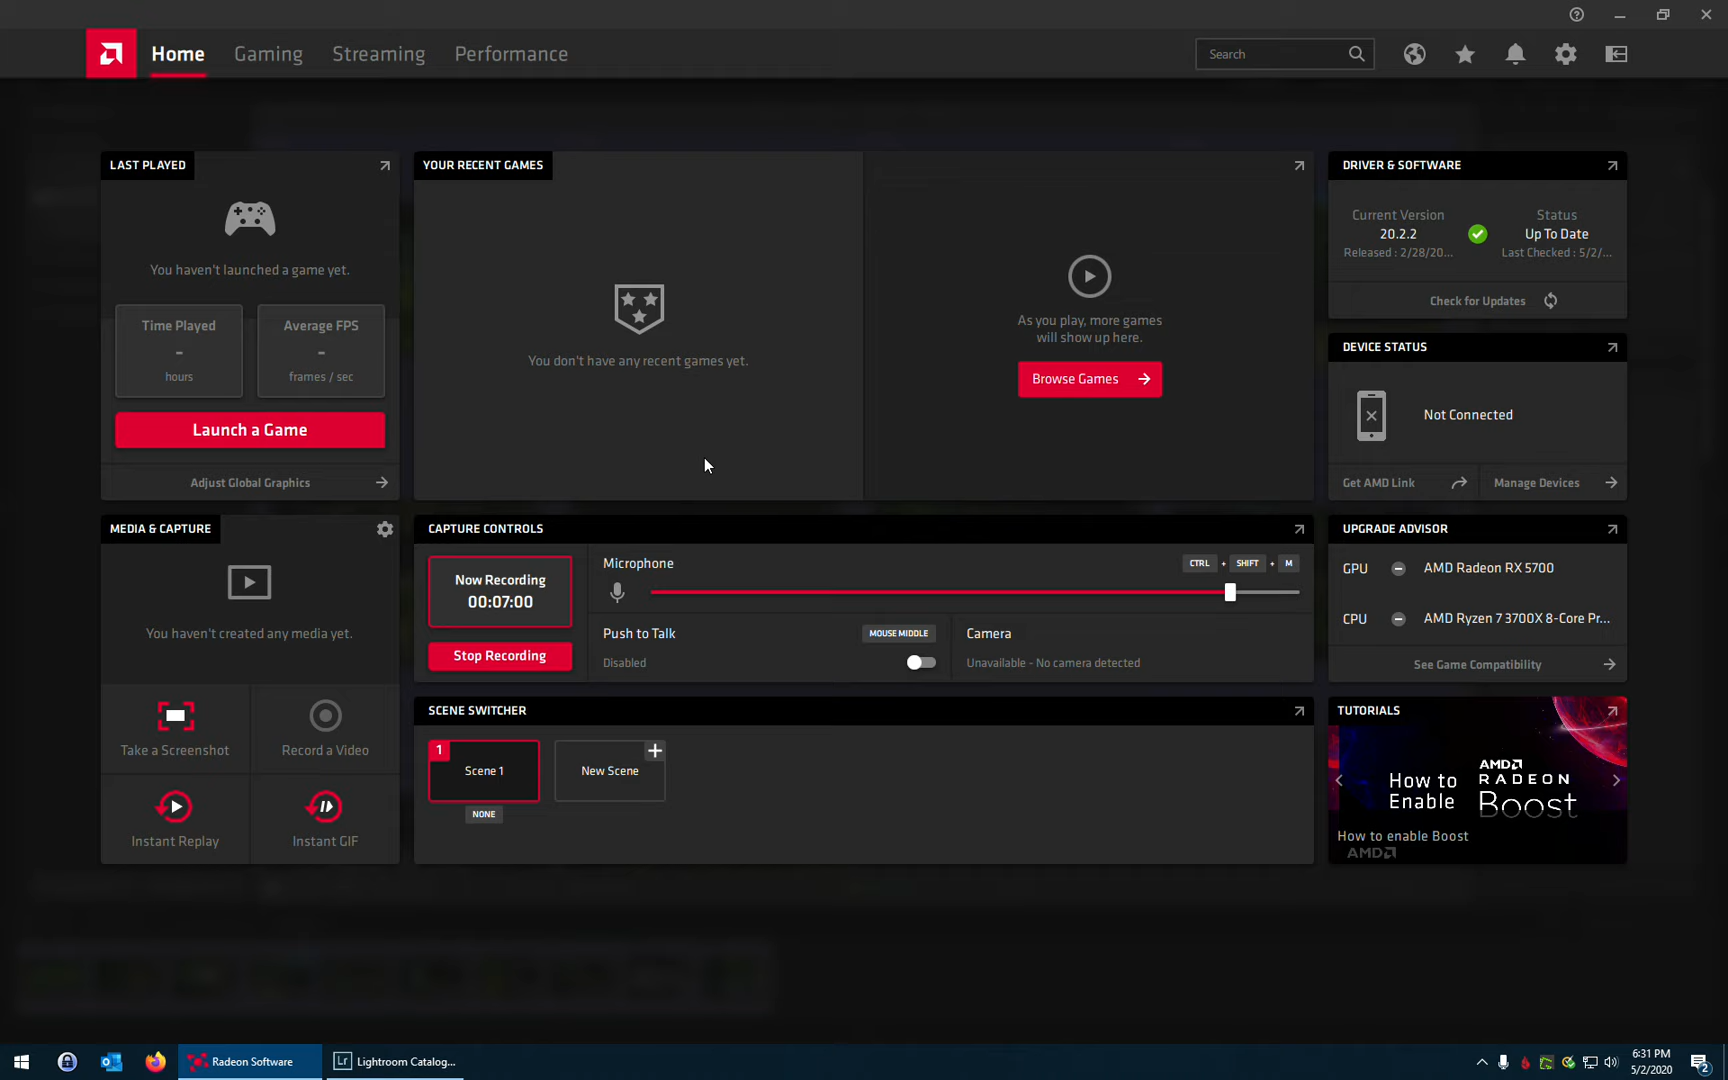 Home
Gaming
Streaming
Performance
Search
LAST PLAYED
You haven't launched a game yet.
Time Played
-
hours
Average FPS
-
frames / sec
Launch a Game
Adjust Global Graphics
YOUR RECENT GAMES
You don't have any recent games yet.
As you play, more games
will show up here.
Browse Games
DRIVER & SOFTWARE
Current Version
20.2.2
Released : 2/28/20...
Status
Up To Date
Last Checked : 5/2/...
Check for Updates
DEVICE STATUS
Not Connected
Get AMD Link
Manage Devices
MEDIA & CAPTURE
You haven't created any media yet.
Take a Screenshot
Record a Video
Instant Replay
Instant GIF
CAPTURE CONTROLS
Now Recording
00:07:00
Stop Recording
Microphone
CTRL + SHIFT + M
Push to Talk
MOUSE MIDDLE
Disabled
Camera
Unavailable - No camera detected
SCENE SWITCHER
1
Scene 1
NONE
New Scene
UPGRADE ADVISOR
GPU
AMD Radeon RX 5700
CPU
AMD Ryzen 7 3700X 8-Core Pr...
See Game Compatibility
TUTORIALS
How to
Enable
AMD
RADEON
Boost
How to enable Boost
AMD
Radeon Software
Lr
Lightroom Catalog...
6:31 PM
5/2/2020
2